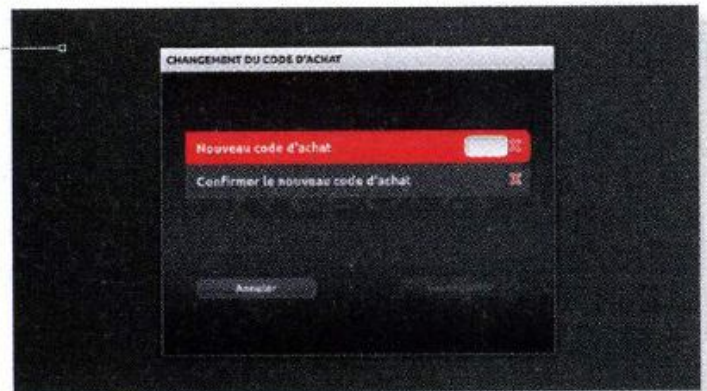 CHANGEMENT DU CODE D'ACHAT
Nouveau code d'achat
X
Confirmer le nouveau code d'achat
X
Annuler